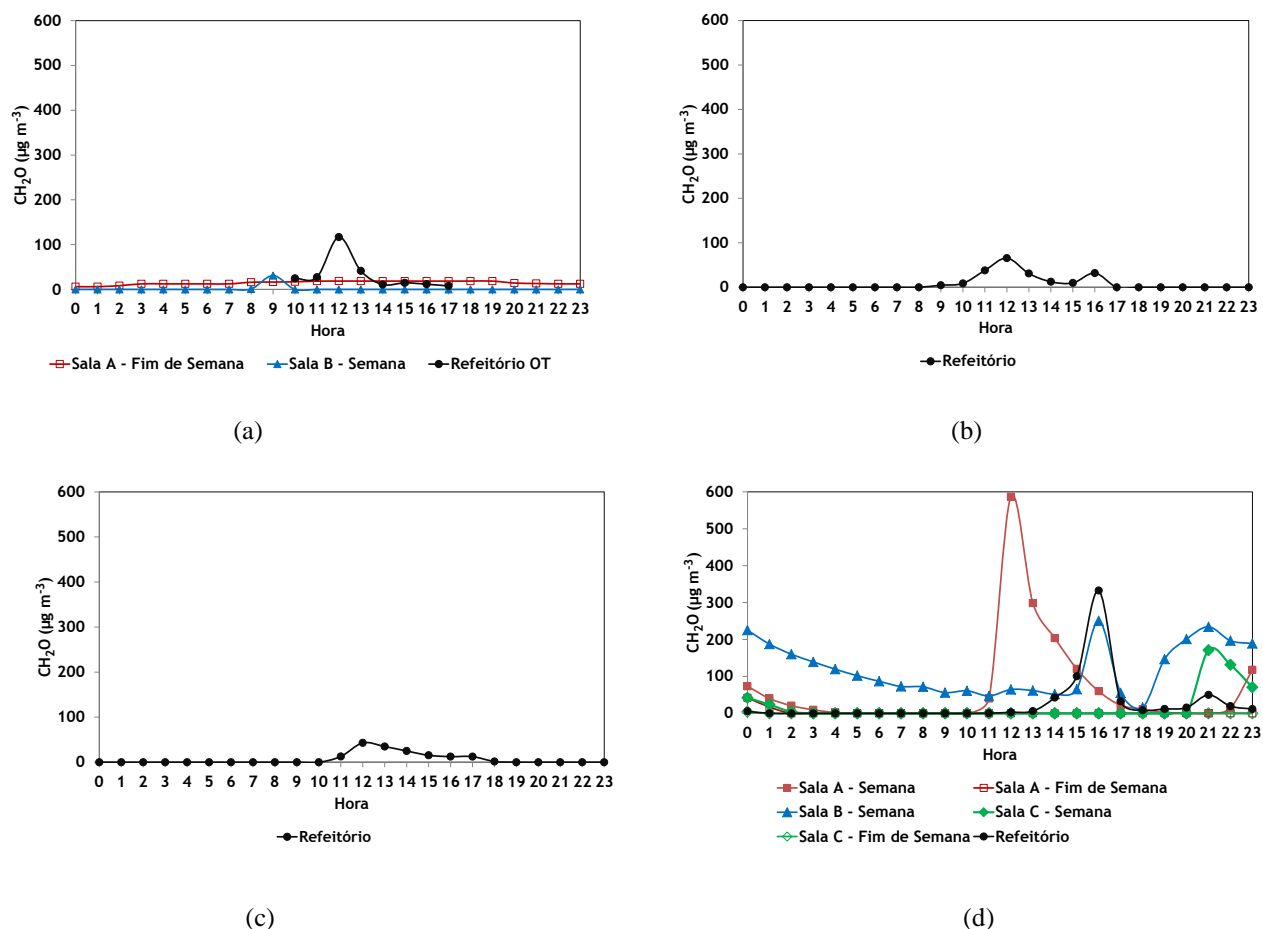 600
500
400
300
200
100
0
CH2O (µg m-3)
0 1 2 3 4 5 6 7 8 9 10 11 12 13 14 15 16 17 18 19 20 21 22 23
Hora
Sala A - Fim de Semana Sala B - Semana Refeitório OT
(a)
600
500
400
300
200
100
0
CH2O (µg m-3)
0 1 2 3 4 5 6 7 8 9 10 11 12 13 14 15 16 17 18 19 20 21 22 23
Hora
Refeitório
(b)
600
500
400
300
200
100
0
CH2O (µg m-3)
0 1 2 3 4 5 6 7 8 9 10 11 12 13 14 15 16 17 18 19 20 21 22 23
Hora
Refeitório
(c)
600
500
400
300
200
100
0
CH2O (µg m-3)
0 1 2 3 4 5 6 7 8 9 10 11 12 13 14 15 16 17 18 19 20 21 22 23
Hora
Sala A - Semana Sala A - Fim de Semana
Sala B - Semana Sala C - Semana
Sala C - Fim de Semana Refeitório
(d)